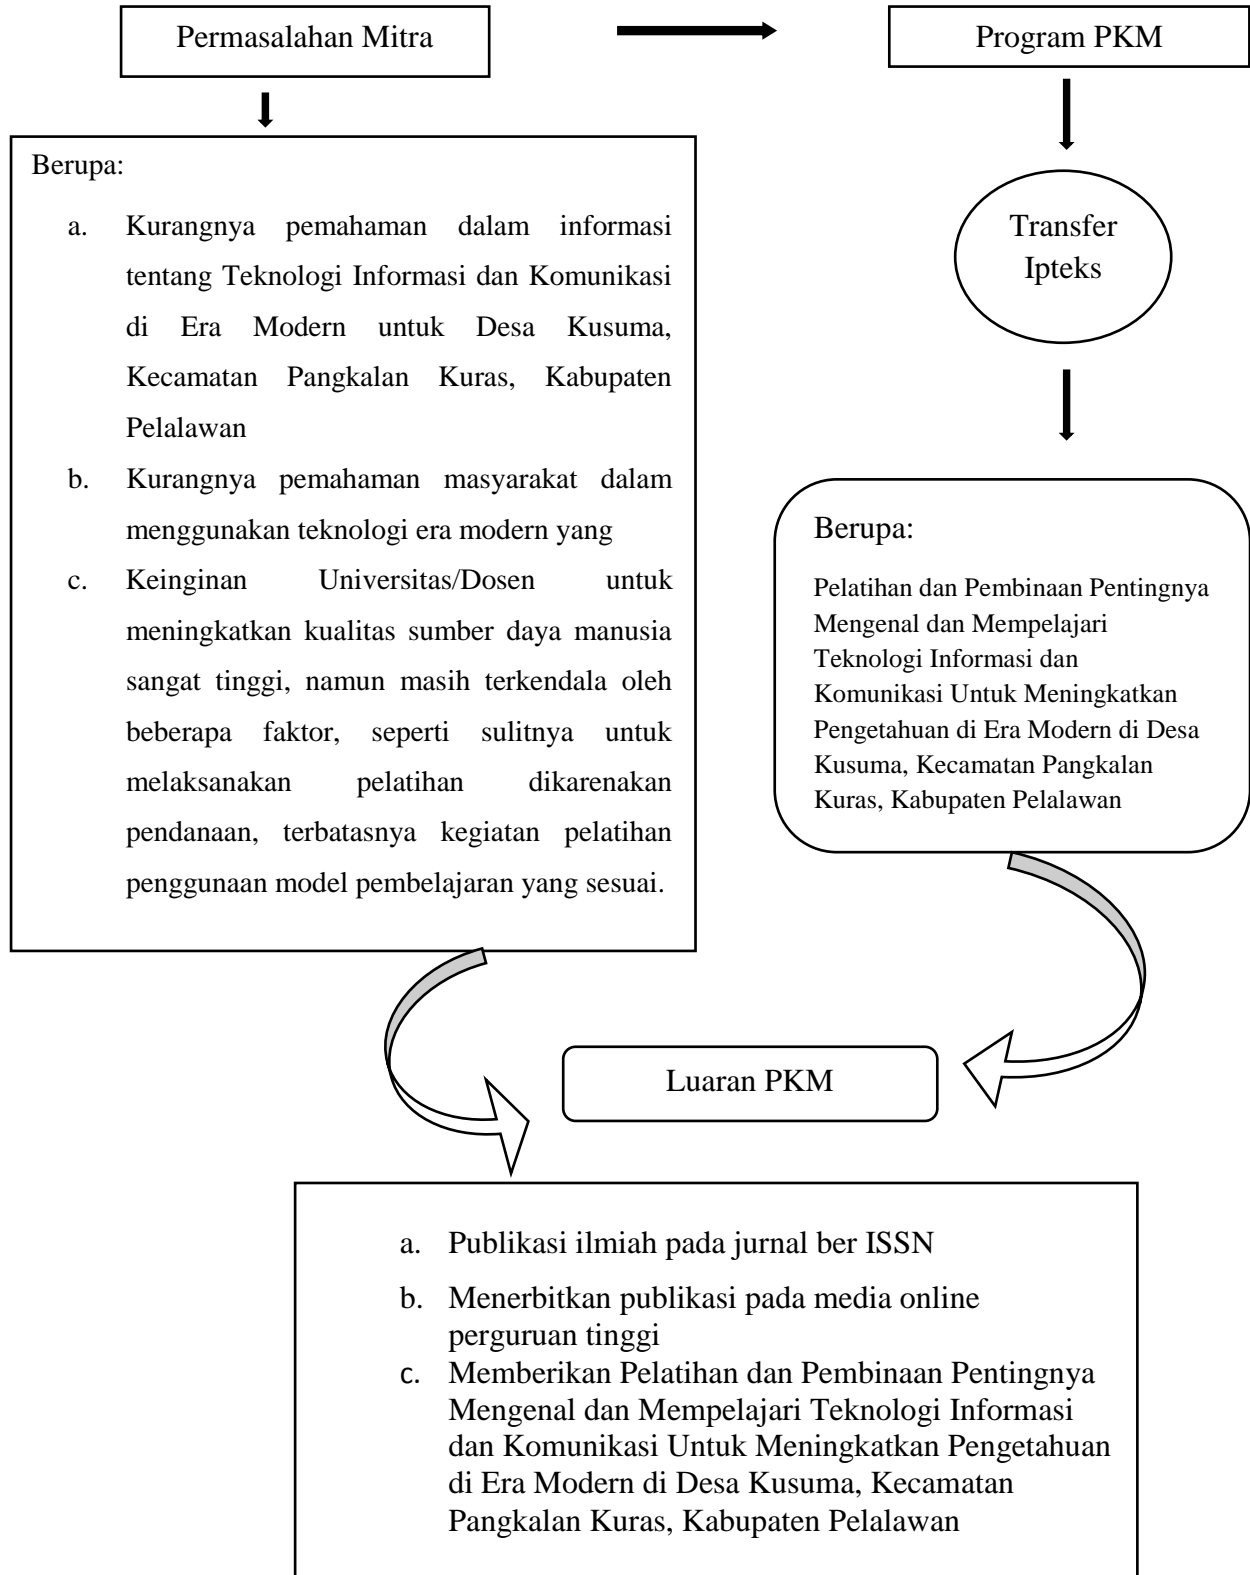 Permasalahan Mitra
Program PKM
Berupa:
a. Kurangnya pemahaman dalam informasi
tentang Teknologi Informasi dan Komunikasi
di Era Modern untuk Desa Kusuma,
Kecamatan Pangkalan Kuras, Kabupaten
Pelalawan
b. Kurangnya pemahaman masyarakat dalam
menggunakan teknologi era modern yang
c. Keinginan Universitas/Dosen untuk
meningkatkan kualitas sumber daya manusia
sangat tinggi, namun masih terkendala oleh
beberapa faktor, seperti sulitnya untuk
melaksanakan pelatihan dikarenakan
pendanaan, terbatasnya kegiatan pelatihan
penggunaan model pembelajaran yang sesuai.
Transfer
Ipteks
Berupa:
Pelatihan dan Pembinaan Pentingnya
Mengenal dan Mempelajari
Teknologi Informasi dan
Komunikasi Untuk Meningkatkan
Pengetahuan di Era Modern di Desa
Kusuma, Kecamatan Pangkalan
Kuras, Kabupaten Pelalawan
Luaran PKM
a. Publikasi ilmiah pada jurnal ber ISSN
b. Menerbitkan publikasi pada media online
perguruan tinggi
c. Memberikan Pelatihan dan Pembinaan Pentingnya
Mengenal dan Mempelajari Teknologi Informasi
dan Komunikasi Untuk Meningkatkan Pengetahuan
di Era Modern di Desa Kusuma, Kecamatan
Pangkalan Kuras, Kabupaten Pelalawan